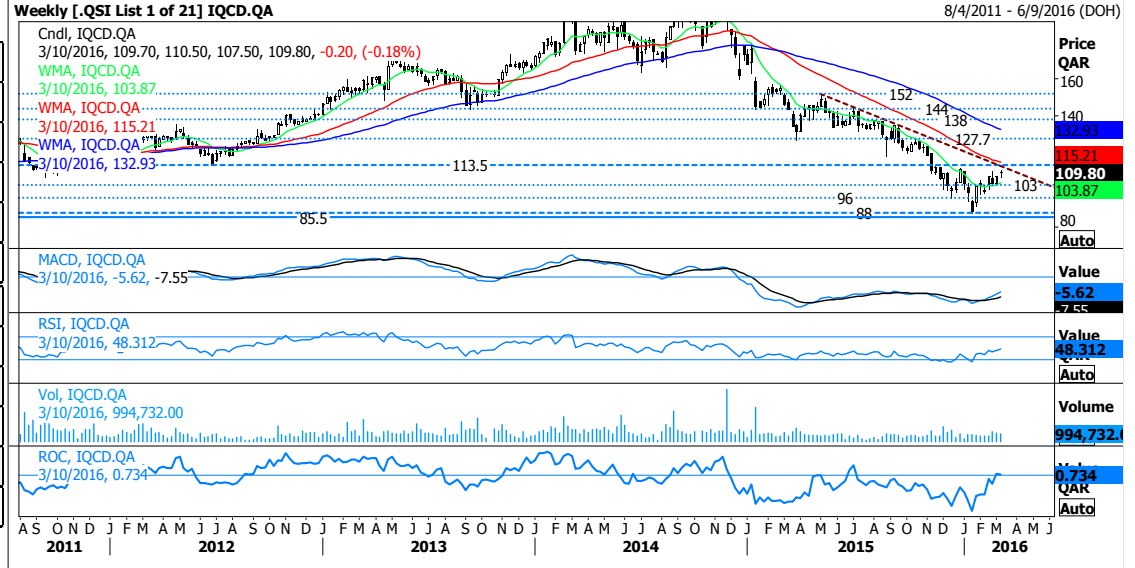 Weekly [.QSI List 1 of 21] IQCD.QA
8/4/2011 - 6/9/2016 (DOH)
Cndl, IQCD.QA
3/10/2016, 109.70, 110.50, 107.50, 109.80, -0.20, (-0.18%)
WMA, IQCD.QA
3/10/2016, 103.87
WMA, IQCD.QA
3/10/2016, 115.21
WMA, IQCD.QA
3/10/2016, 132.93
Price
QAR
160
140
132.93
115.21
109.80
103.87
80
Auto
152
144
138
127.7
113.5
103
96
88
85.5
MACD, IQCD.QA
3/10/2016, -5.62, -7.55
Value
-5.62
-7.55
RSI, IQCD.QA
3/10/2016, 48.312
Value
48.312
Auto
Vol, IQCD.QA
3/10/2016, 994,732.00
Volume
994,732.0
ROC, IQCD.QA
3/10/2016, 0.734
0.734
QAR
Auto
A S O N D J F M A M J J A S O N D J F M A M J J A S O N D J F M A M J J A S O N D J F M A M J J A S O N D J F M A M J
2011 2012 2013 2014 2015 2016